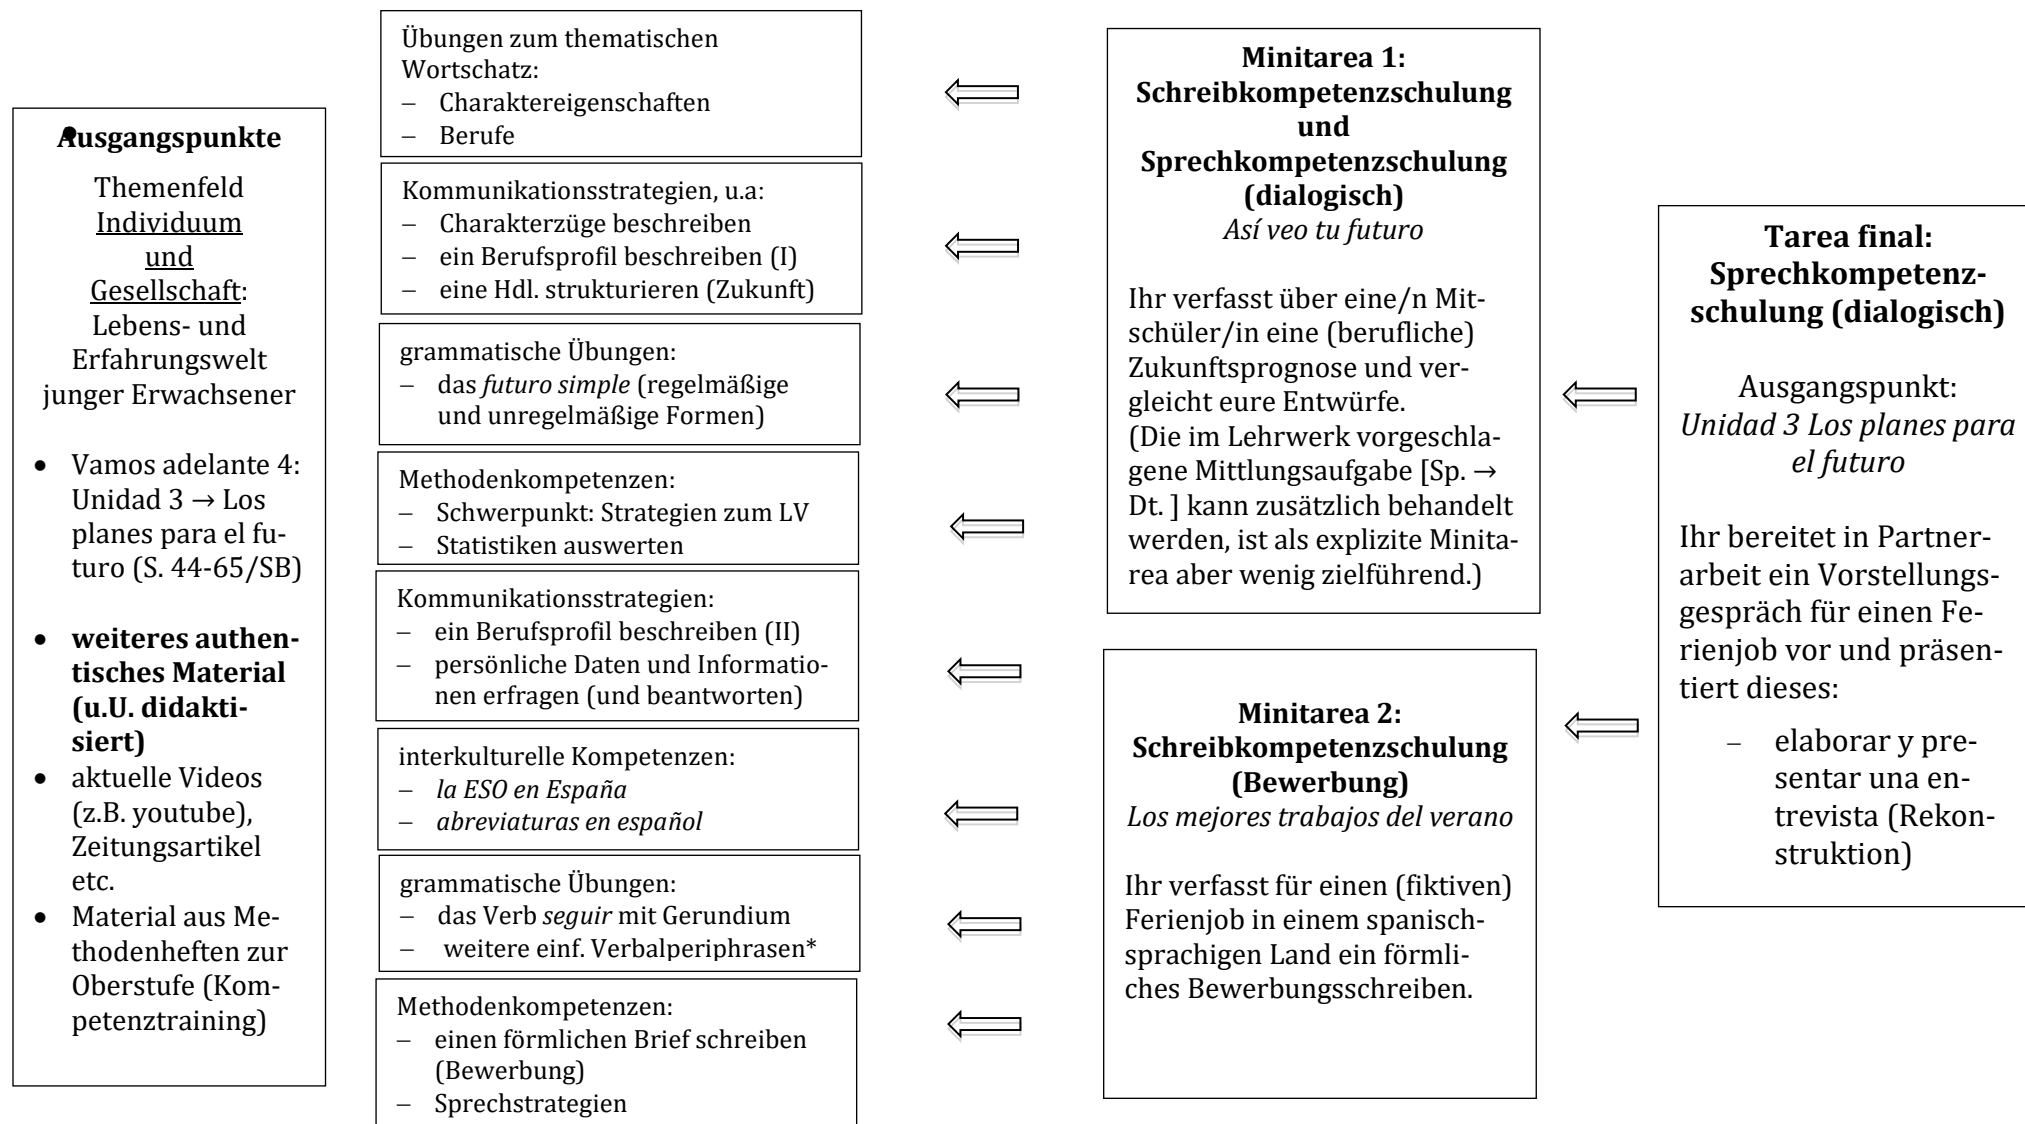 Ausgangspunkte
Themenfeld
Individuum
und
Gesellschaft:
Lebens- und
Erfahrungswelt
junger Erwachsener
• Vamos adelante 4:
Unidad 3 → Los
planes para el fu-
turo (S. 44-65/SB)
• weiteres authen-
tisches Material
(u.U. didakti-
siert)
• aktuelle Videos
(z.B. youtube),
Zeitungsartikel
etc.
• Material aus Me-
thodenheften zur
Oberstufe (Kom-
petenztraining)
Übungen zum thematischen
Wortschatz:
– Charaktereigenschaften
– Berufe
Kommunikationsstrategien, u.a:
– Charakterzüge beschreiben
– ein Berufsprofil beschreiben (I)
– eine Hdl. strukturieren (Zukunft)
grammatische Übungen:
– das futuro simple (regelmäßige
und unregelmäßige Formen)
Methodenkompetenzen:
– Schwerpunkt: Strategien zum LV
– Statistiken auswerten
Kommunikationsstrategien:
– ein Berufsprofil beschreiben (II)
– persönliche Daten und Informatio-
nen erfragen (und beantworten)
interkulturelle Kompetenzen:
– la ESO en España
– abreviaturas en español
grammatische Übungen:
– das Verb seguir mit Gerundium
– weitere einf. Verbalperiphrasen*
Methodenkompetenzen:
– einen förmlichen Brief schreiben
(Bewerbung)
– Sprechstrategien
Minitarea 1:
Schreibkompetenzschulung
und
Sprechkompetenzschulung
(dialogisch)
Así veo tu futuro
Ihr verfasst über eine/n Mit-
schüler/in eine (berufliche)
Zukunftsprognose und ver-
gleicht eure Entwürfe.
(Die im Lehrwerk vorgeschla-
gene Mittlungsaufgabe [Sp. →
Dt. ] kann zusätzlich behandelt
werden, ist als explizite Minita-
rea aber wenig zielführend.)
Minitarea 2:
Schreibkompetenzschulung
(Bewerbung)
Los mejores trabajos del verano
Ihr verfasst für einen (fiktiven)
Ferienjob in einem spanisch-
sprachigen Land ein förmli-
ches Bewerbungsschreiben.
Tarea final:
Sprechkompetenz-
schulung (dialogisch)
Ausgangspunkt:
Unidad 3 Los planes para
el futuro
Ihr bereitet in Partner-
arbeit ein Vorstellungs-
gespräch für einen Fe-
rienjob vor und präsen-
tiert dieses:
– elaborar y pre-
sentar una en-
trevista (Rekon-
struktion)